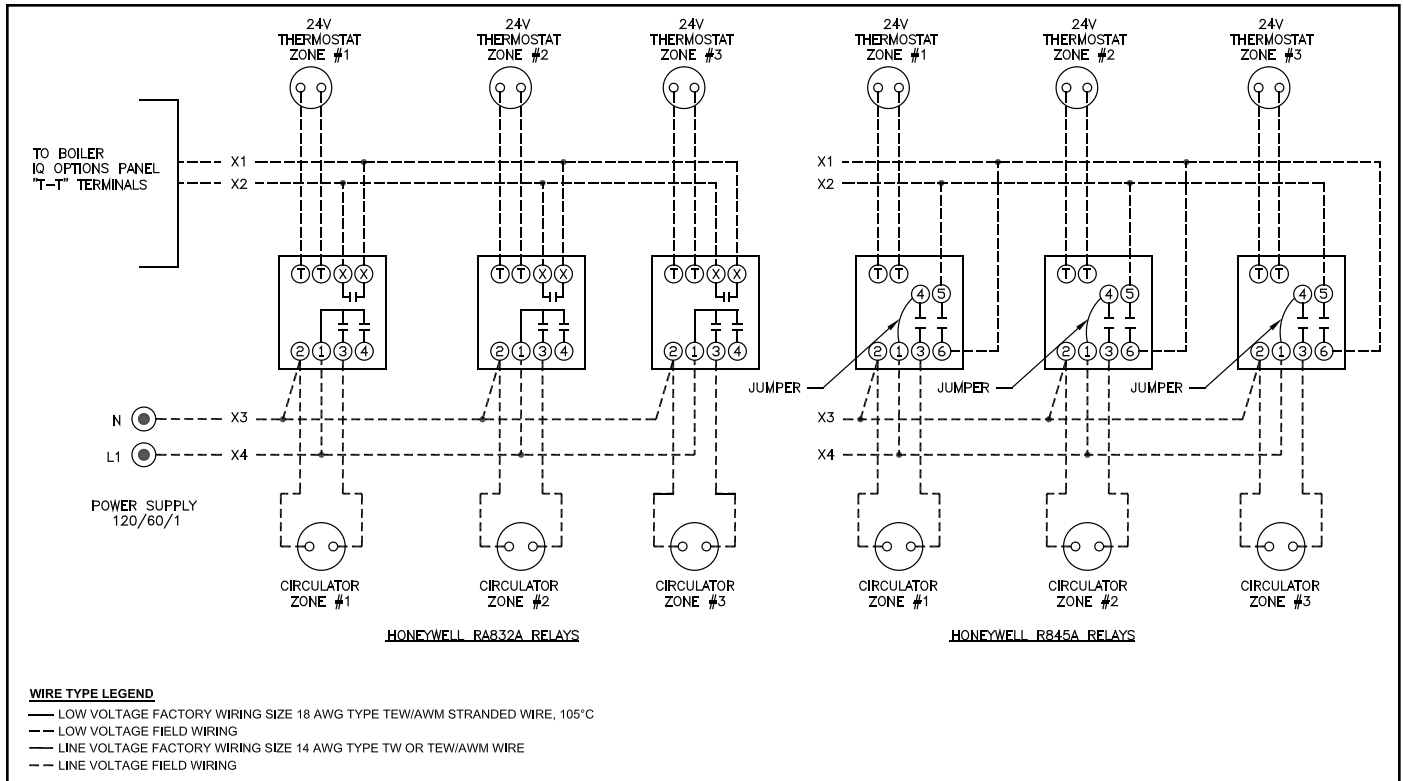 24V
THERMOSTAT
ZONE #1
24V
THERMOSTAT
ZONE #2
24V
THERMOSTAT
ZONE #3
24V
THERMOSTAT
ZONE #1
24V
THERMOSTAT
ZONE #2
24V
THERMOSTAT
ZONE #3
TO BOILER
IQ OPTIONS PANEL
"T-T" TERMINALS
X1
X2
X1
X2
T T X X
T T X X
T T X X
T T
T T
T T
4 5
4 5
4 5
2 1 3 4
2 1 3 4
2 1 3 4
2 1 3 6
2 1 3 6
2 1 3 6
JUMPER
JUMPER
JUMPER
N
X3
X3
L1
X4
X4
POWER SUPPLY
120/60/1
CIRCULATOR
ZONE #1
CIRCULATOR
ZONE #2
CIRCULATOR
ZONE #3
CIRCULATOR
ZONE #1
CIRCULATOR
ZONE #2
CIRCULATOR
ZONE #3
HONEYWELL RA832A RELAYS
HONEYWELL R845A RELAYS
WIRE TYPE LEGEND
LOW VOLTAGE FACTORY WIRING SIZE 18 AWG TYPE TEW/AWM STRANDED WIRE, 105°C
LOW VOLTAGE FIELD WIRING
LINE VOLTAGE FACTORY WIRING SIZE 14 AWG TYPE TW OR TEW/AWM WIRE
LINE VOLTAGE FIELD WIRING